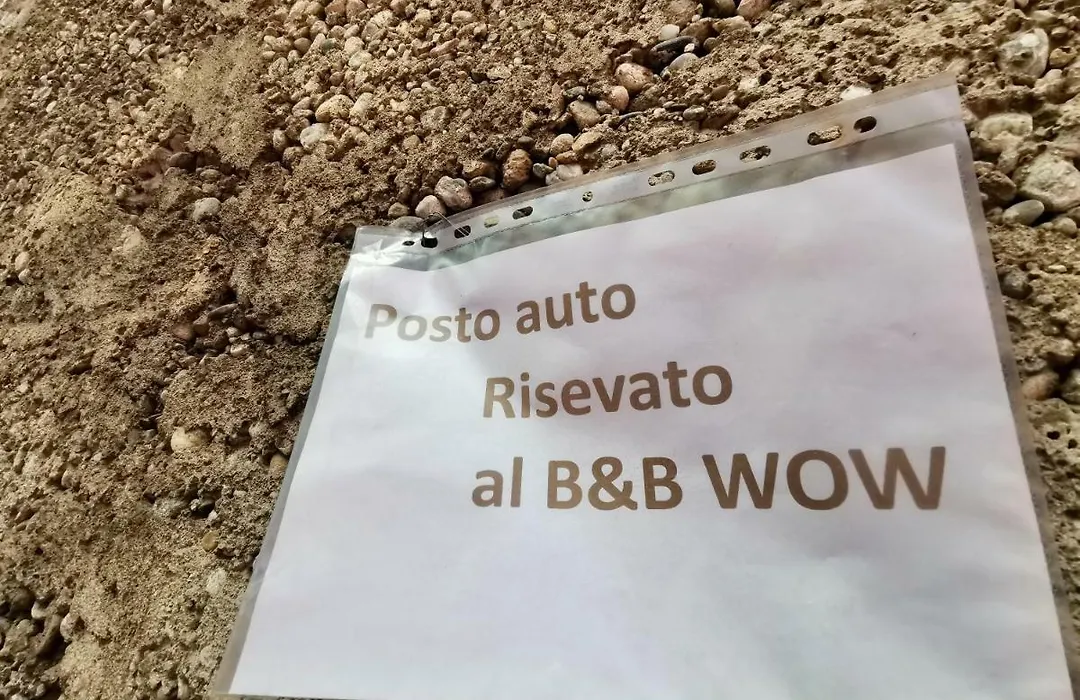 Posto auto
Risevato
al B&B WOW